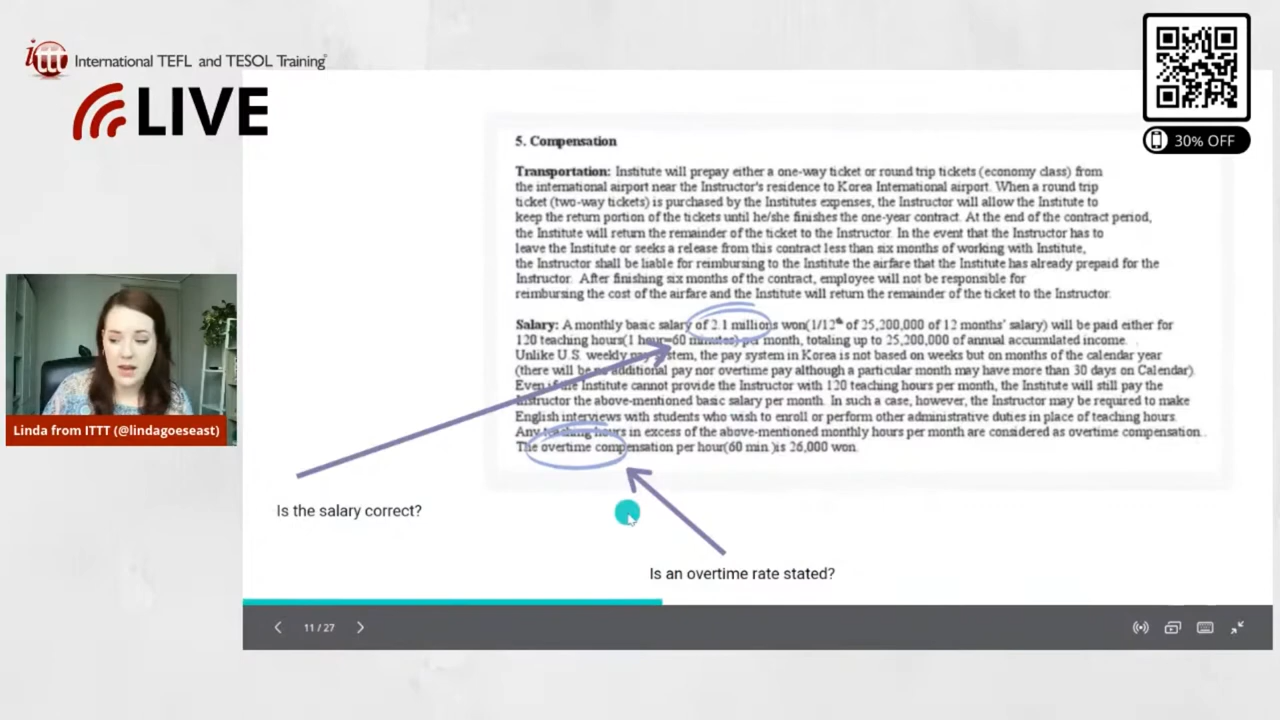 ittt International TEFL and TESOL Training
LIVE
30% OFF
5. Compensation
Transportation: Institute will prepay either a one-way ticket or round trip tickets (economy class) from
the international airport near the Instructor's residence to Korea International airport. When a round trip
ticket (two-way tickets) is purchased by the Institutes expenses, the Instructor will allow the Institute to
keep the return portion of the tickets until he/she finishes the one-year contract. At the end of the contract period,
the Institute will return the remainder of the ticket to the Instructor. In the event that the Instructor has to
leave the Institute or seeks a release from this contract less than six months of working with Institute,
the Instructor shall be liable for reimbursing to the Institute the airfare that the Institute has already prepaid for the
Instructor. After finishing six months of the contract, employee will not be responsible for
reimbursing the cost of the airfare and the Institute will return the remainder of the ticket to the Instructor.
Salary: A monthly basic salary of 2.1 millions won(1/12th of 25,200,000 of 12 months' salary) will be paid either for
120 teaching hours(1 hour=60 minutes) per month, totaling up to 25,200,000 of annual accumulated income.
Unlike U.S. weekly pay system, the pay system in Korea is not based on weeks but on months of the calendar year
(there will be no additional pay nor overtime pay although a particular month may have more than 30 days on Calendar).
Even if the Institute cannot provide the Instructor with 120 teaching hours per month, the Institute will still pay the
Instructor the above-mentioned basic salary per month. In such a case, however, the Instructor may be required to make
English interviews with students who wish to enroll or perform other administrative duties in place of teaching hours.
Any teaching hours in excess of the above-mentioned monthly hours per month are considered as overtime compensation.
The overtime compensation per hour(60 min.)is 26,000 won.
Linda from ITTT (@lindagoeseast)
Is the salary correct?
Is an overtime rate stated?
11 / 27